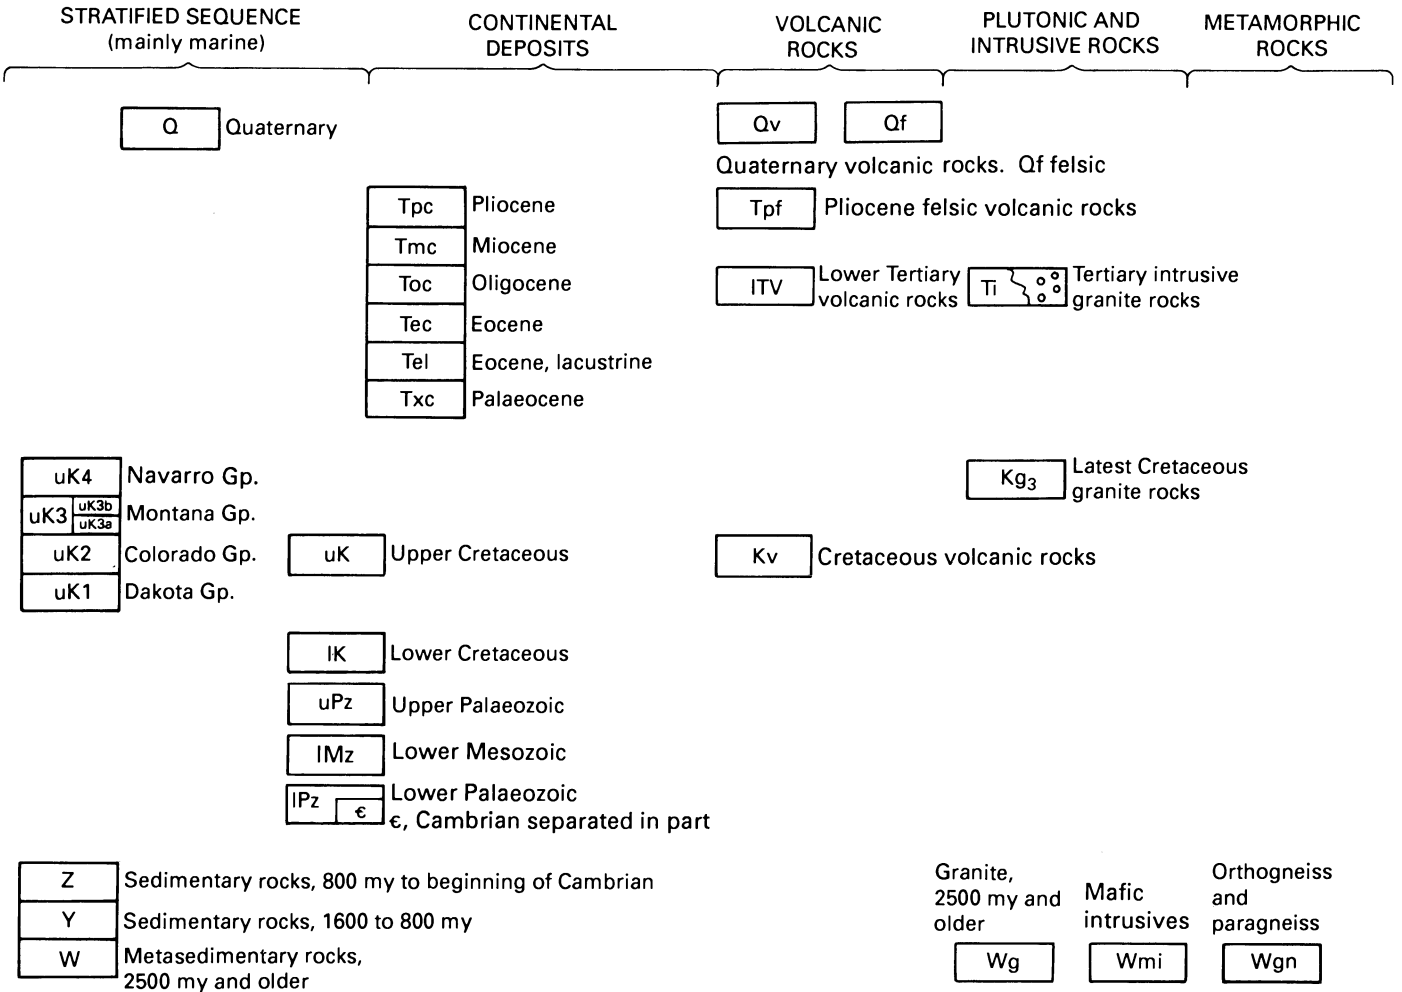 STRATIFIED SEQUENCE
(mainly marine)
CONTINENTAL
DEPOSITS
VOLCANIC
ROCKS
PLUTONIC AND
INTRUSIVE ROCKS
METAMORPHIC
ROCKS
Q Quaternary
Qv Qf
Quaternary volcanic rocks. Qf felsic
Tpc Pliocene
Tpf Pliocene felsic volcanic rocks
Tmc Miocene
Toc Oligocene
lTV Lower Tertiary
volcanic rocks
Ti Tertiary intrusive
granite rocks
Tec Eocene
Tel Eocene, lacustrine
Txc Palaeocene
uK4 Navarro Gp.
Kg3 Latest Cretaceous
granite rocks
uK3 uK3b
uK3a
Montana Gp.
uK2 Colorado Gp.
uK Upper Cretaceous
Kv Cretaceous volcanic rocks
uK1 Dakota Gp.
lK Lower Cretaceous
uPz Upper Palaeozoic
lMz Lower Mesozoic
lPz Lower Palaeozoic
є є, Cambrian separated in part
Z Sedimentary rocks, 800 my to beginning of Cambrian
Y Sedimentary rocks, 1600 to 800 my
W Metasedimentary rocks,
2500 my and older
Granite,
2500 my and
older
Wg
Mafic
intrusives
Wmi
Orthogneiss
and
paragneiss
Wgn